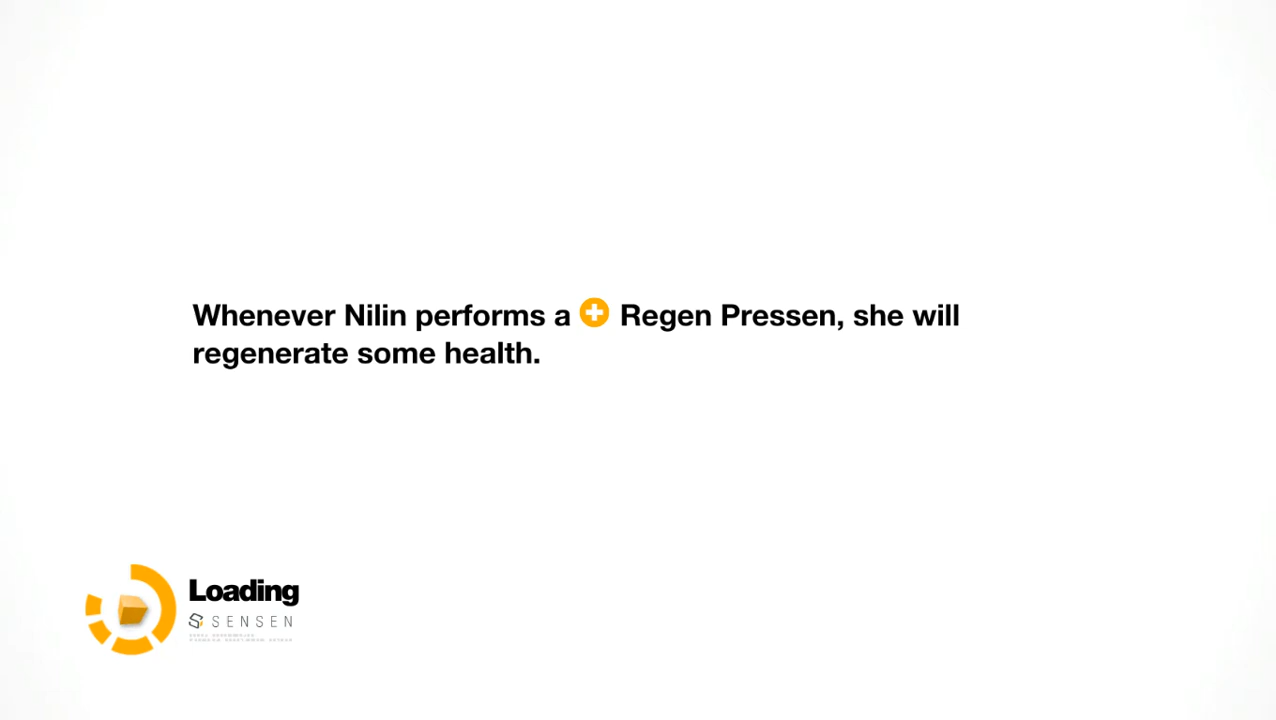 Whenever Nilin performs a Regen Pressen, she will
regenerate some health.
Loading
SENSEN